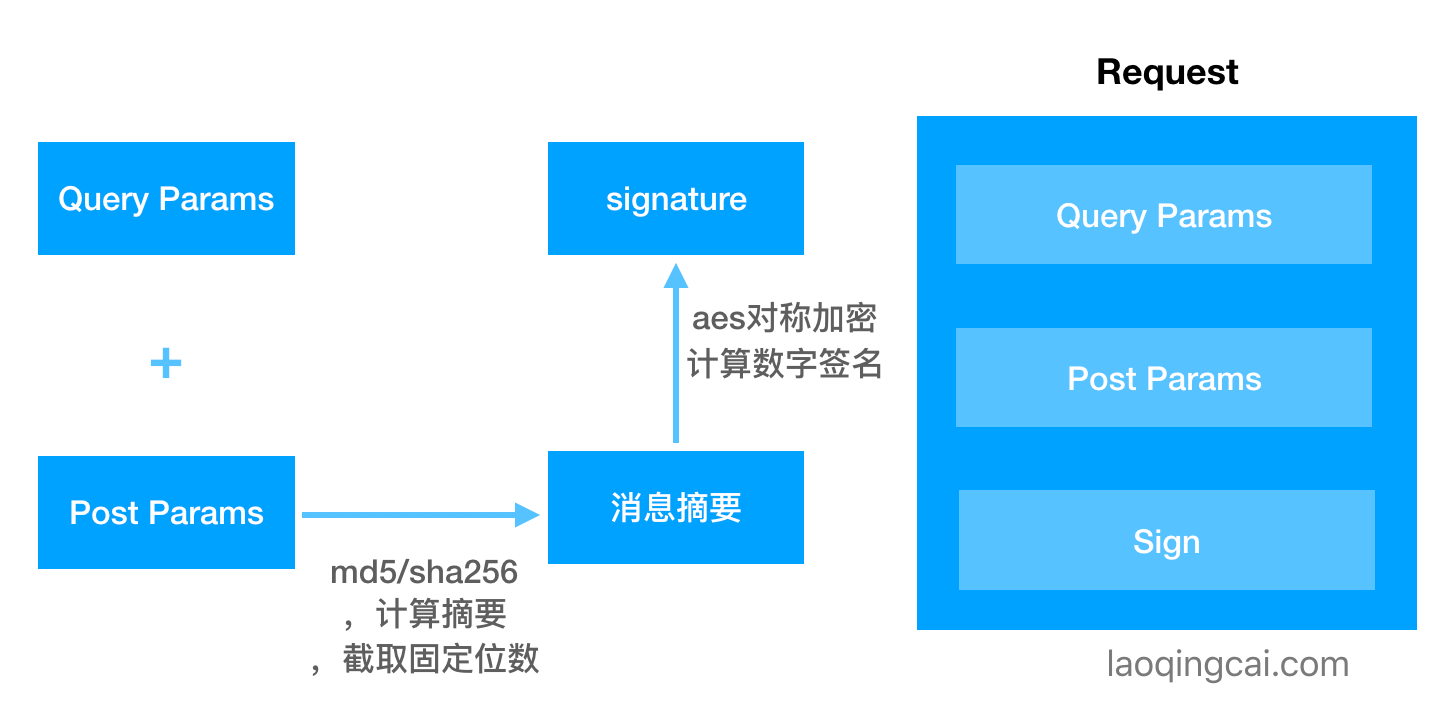 Query Params
+
Post Params
md5/sha256
，计算摘要
，截取固定位数
消息摘要
aes对称加密
计算数字签名
signature
Request
Query Params
Post Params
Sign
laoqingcai.com